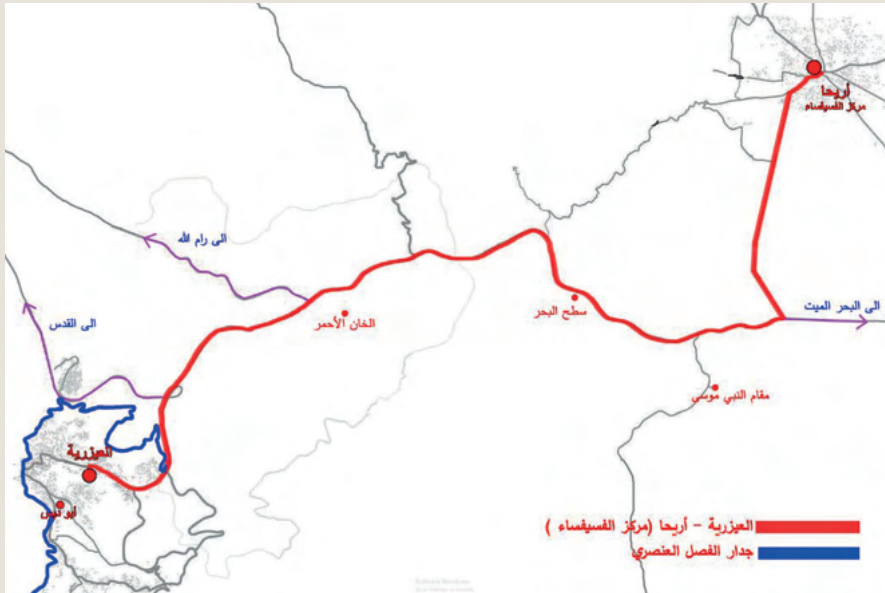 أريحا
مركز الفسيفساء
الى رام الله
الى القدس
الخان الأحمر
سطح البحر
الى البحر الميت
مقام النبي موسى
العيزرية
أبو ديس
العيزرية - أريحا (مركز الفسيفساء )
جدار الفصل العنصري